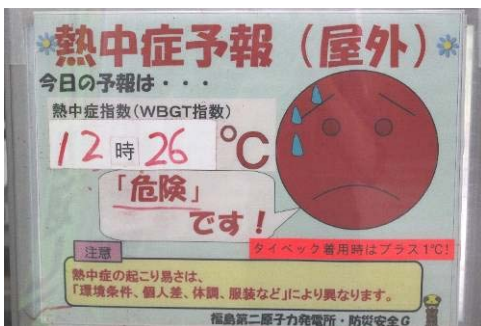 熱中症予報（屋外）
今日の予報は・・・
熱中症指数（WBGT指数）
12時 26℃
「危険」
です！
タイベック着用時はプラス1℃！
注意
熱中症の起こり易さは、
「環境条件、個人差、体調、服装など」により異なります。
福島第二原子力発電所・防災安全G